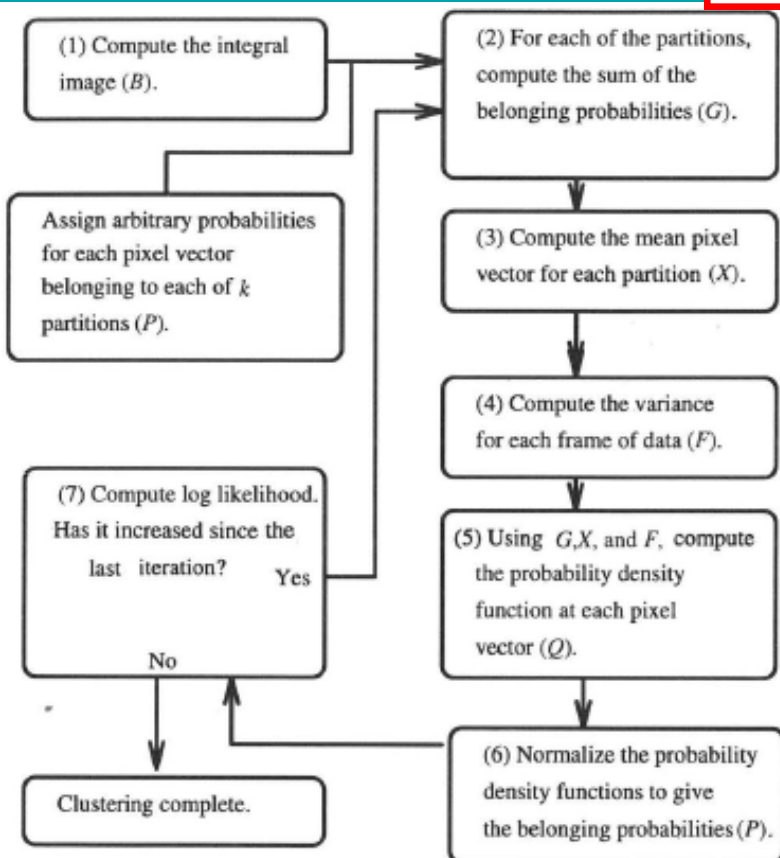 (1) Compute the integral
image (B).
(2) For each of the partitions,
compute the sum of the
belonging probabilities (G).
Assign arbitrary probabilities
for each pixel vector
belonging to each of k
partitions (P).
(3) Compute the mean pixel
vector for each partition (X).
(4) Compute the variance
for each frame of data (F).
(7) Compute log likelihood.
Has it increased since the
last iteration?
Yes
No
(5) Using G,X, and F, compute
the probability density
function at each pixel
vector (Q).
(6) Normalize the probability
density functions to give
the belonging probabilities (P).
Clustering complete.